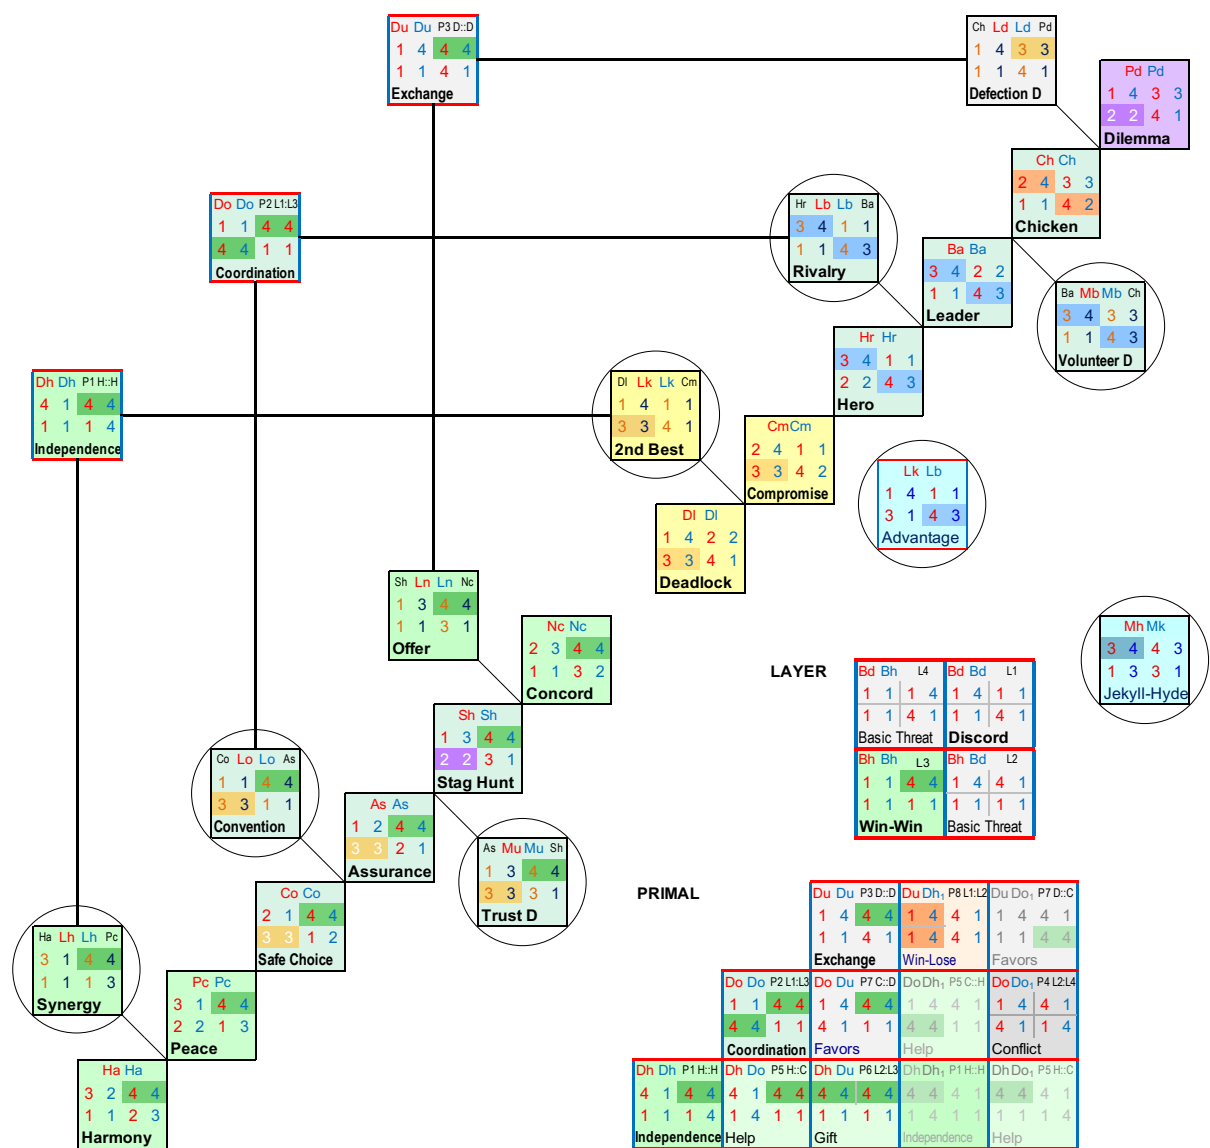 Du Du P3 D::D
1 4 4 4
1 1 4 1
Exchange
Ch Ld Ld Pd
1 4 3 3
1 1 4 1
Defection D
Pd Pd
1 4 3 3
2 2 4 1
Dilemma
Ch Ch
2 4 3 3
1 1 4 2
Chicken
Do Do P2 L1:L3
1 1 4 4
4 4 1 1
Coordination
Hr Lb Lb Ba
3 4 1 1
1 1 4 3
Rivalry
Ba Ba
3 4 2 2
1 1 4 3
Leader
Ba Mb Mb Ch
3 4 3 3
1 1 4 3
Volunteer D
Hr Hr
3 4 1 1
2 2 4 3
Hero
Dh Dh P1 H::H
4 1 4 4
1 1 1 4
Independence
Dl Lk Lk Cm
1 4 1 1
3 3 4 1
2nd Best
Cm Cm
2 4 1 1
3 3 4 2
Compromise
Lk Lb
1 4 1 1
3 1 4 3
Advantage
Dl Dl
1 4 2 2
3 3 4 1
Deadlock
Sh Ln Ln Nc
1 3 4 4
1 1 3 1
Offer
Nc Nc
2 3 4 4
1 1 3 2
Concord
Mh Mk
3 4 4 3
1 3 3 1
Jekyll-Hyde
LAYER
Bd Bh L4
1 1 1 4
1 1 4 1
Basic Threat
Bd Bd L1
1 4 1 1
1 1 4 1
Discord
Bh Bh L3
1 1 4 4
1 1 1 1
Win-Win
Bh Bd L2
1 4 4 1
1 1 1 1
Basic Threat
Sh Sh
1 3 4 4
2 2 3 1
Stag Hunt
Co Lo Lo As
1 1 4 4
3 3 1 1
Convention
As As
1 2 4 4
3 3 2 1
Assurance
As Mu Mu Sh
1 3 4 4
3 3 3 1
Trust D
Co Co
2 1 4 4
3 3 1 2
Safe Choice
Ha Lh Lh Pc
3 1 4 4
1 1 1 3
Synergy
Pc Pc
3 1 4 4
2 2 1 3
Peace
Ha Ha
3 2 4 4
1 1 2 3
Harmony
PRIMAL
Du Du P3 D::D
1 4 4 4
1 1 4 1
Exchange
Du Dh1 P8 L1:L2
1 4 4 1
1 4 4 1
Win-Lose
Du Do1 P7 D::C
1 4 4 1
1 1 4 4
Favors
Do Do P2 L1:L3
1 1 4 4
4 4 1 1
Coordination
Do Du P7 C::D
1 4 4 4
4 1 1 1
Favors
Do Dh1 P5 C::H
4 1 4 1
4 4 1 1
Help
Do Do1 P4 L2:L4
1 4 4 1
4 1 1 4
Conflict
Dh Dh P1 H::H
4 1 4 4
1 1 1 4
Independence
Dh Do P5 H::C
4 1 4 4
1 4 1 1
Help
Dh Du P6 L2:L3
4 4 4 4
1 1 1 1
Gift
Dh Dh1 P1 H::H
4 4 4 1
1 4 1 1
Independence
Dh Do1 P5 H::C
4 4 4 1
1 1 1 4
Help